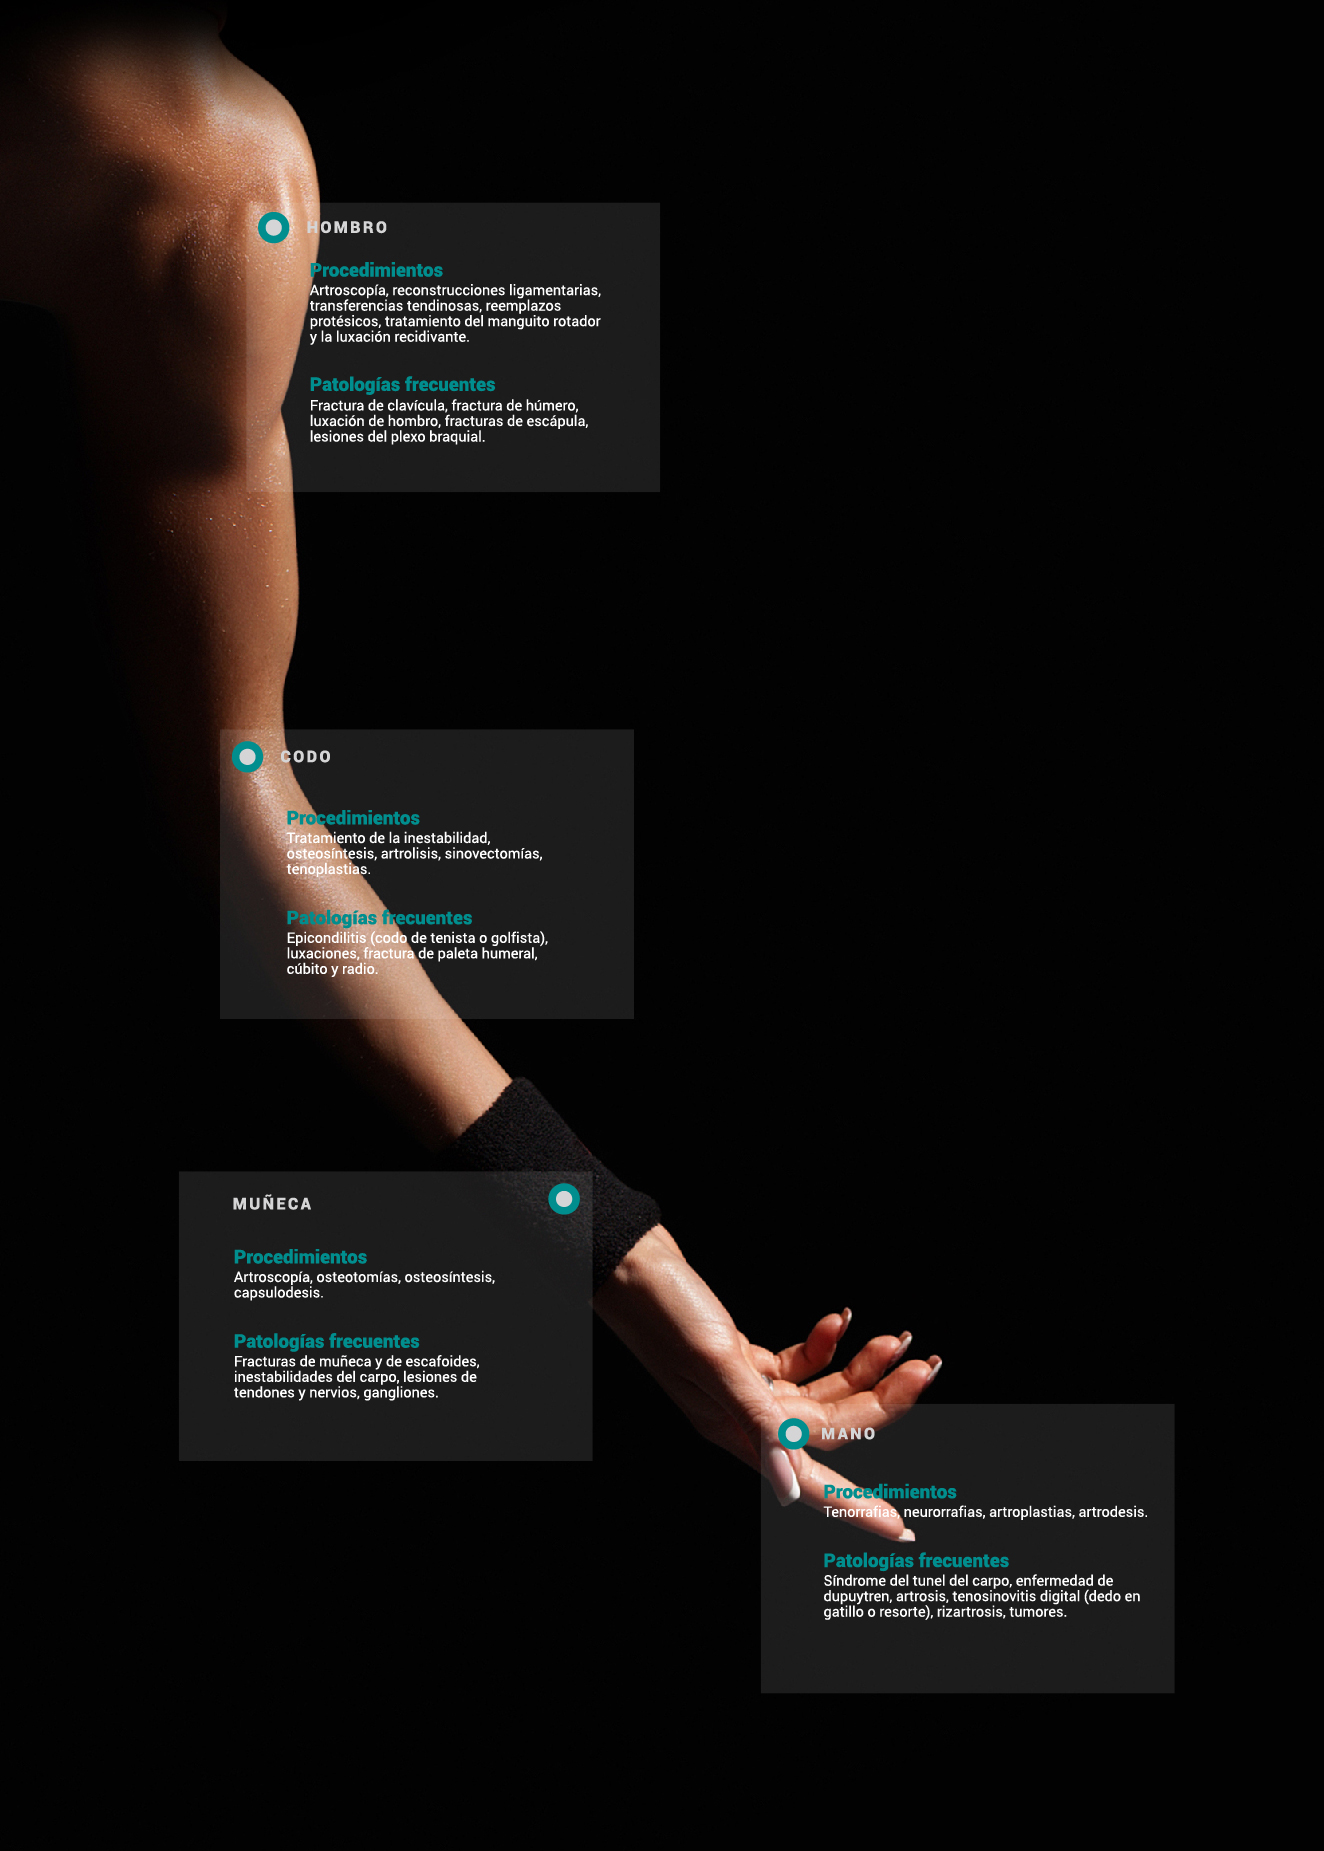 HOMBRO
Procedimientos
Artroscopía, reconstrucciones ligamentarias,
transferencias tendinosas, reemplazos
protésicos, tratamiento del manguito rotador
y la luxación recidivante.
Patologías frecuentes
Fractura de clavícula, fractura de húmero,
luxación de hombro, fracturas de escápula,
lesiones del plexo braquial.
CODO
Procedimientos
Tratamiento de la inestabilidad,
osteosíntesis, artrolisis, sinovectomías,
tenoplastias.
Patologías frecuentes
Epicondilitis (codo de tenista o golfista),
luxaciones, fractura de paleta humeral,
cúbito y radio.
MUÑECA
Procedimientos
Artroscopía, osteotomías, osteosíntesis,
capsulodesis.
Patologías frecuentes
Fracturas de muñeca y de escafoides,
inestabilidades del carpo, lesiones de
tendones y nervios, gangliones.
MANO
Procedimientos
Tenorrafias, neurorrafias, artroplastias, artrodesis.
Patologías frecuentes
Síndrome del tunel del carpo, enfermedad de
dupuytren, artrosis, tenosinovitis digital (dedo en
gatillo o resorte), rizartrosis, tumores.